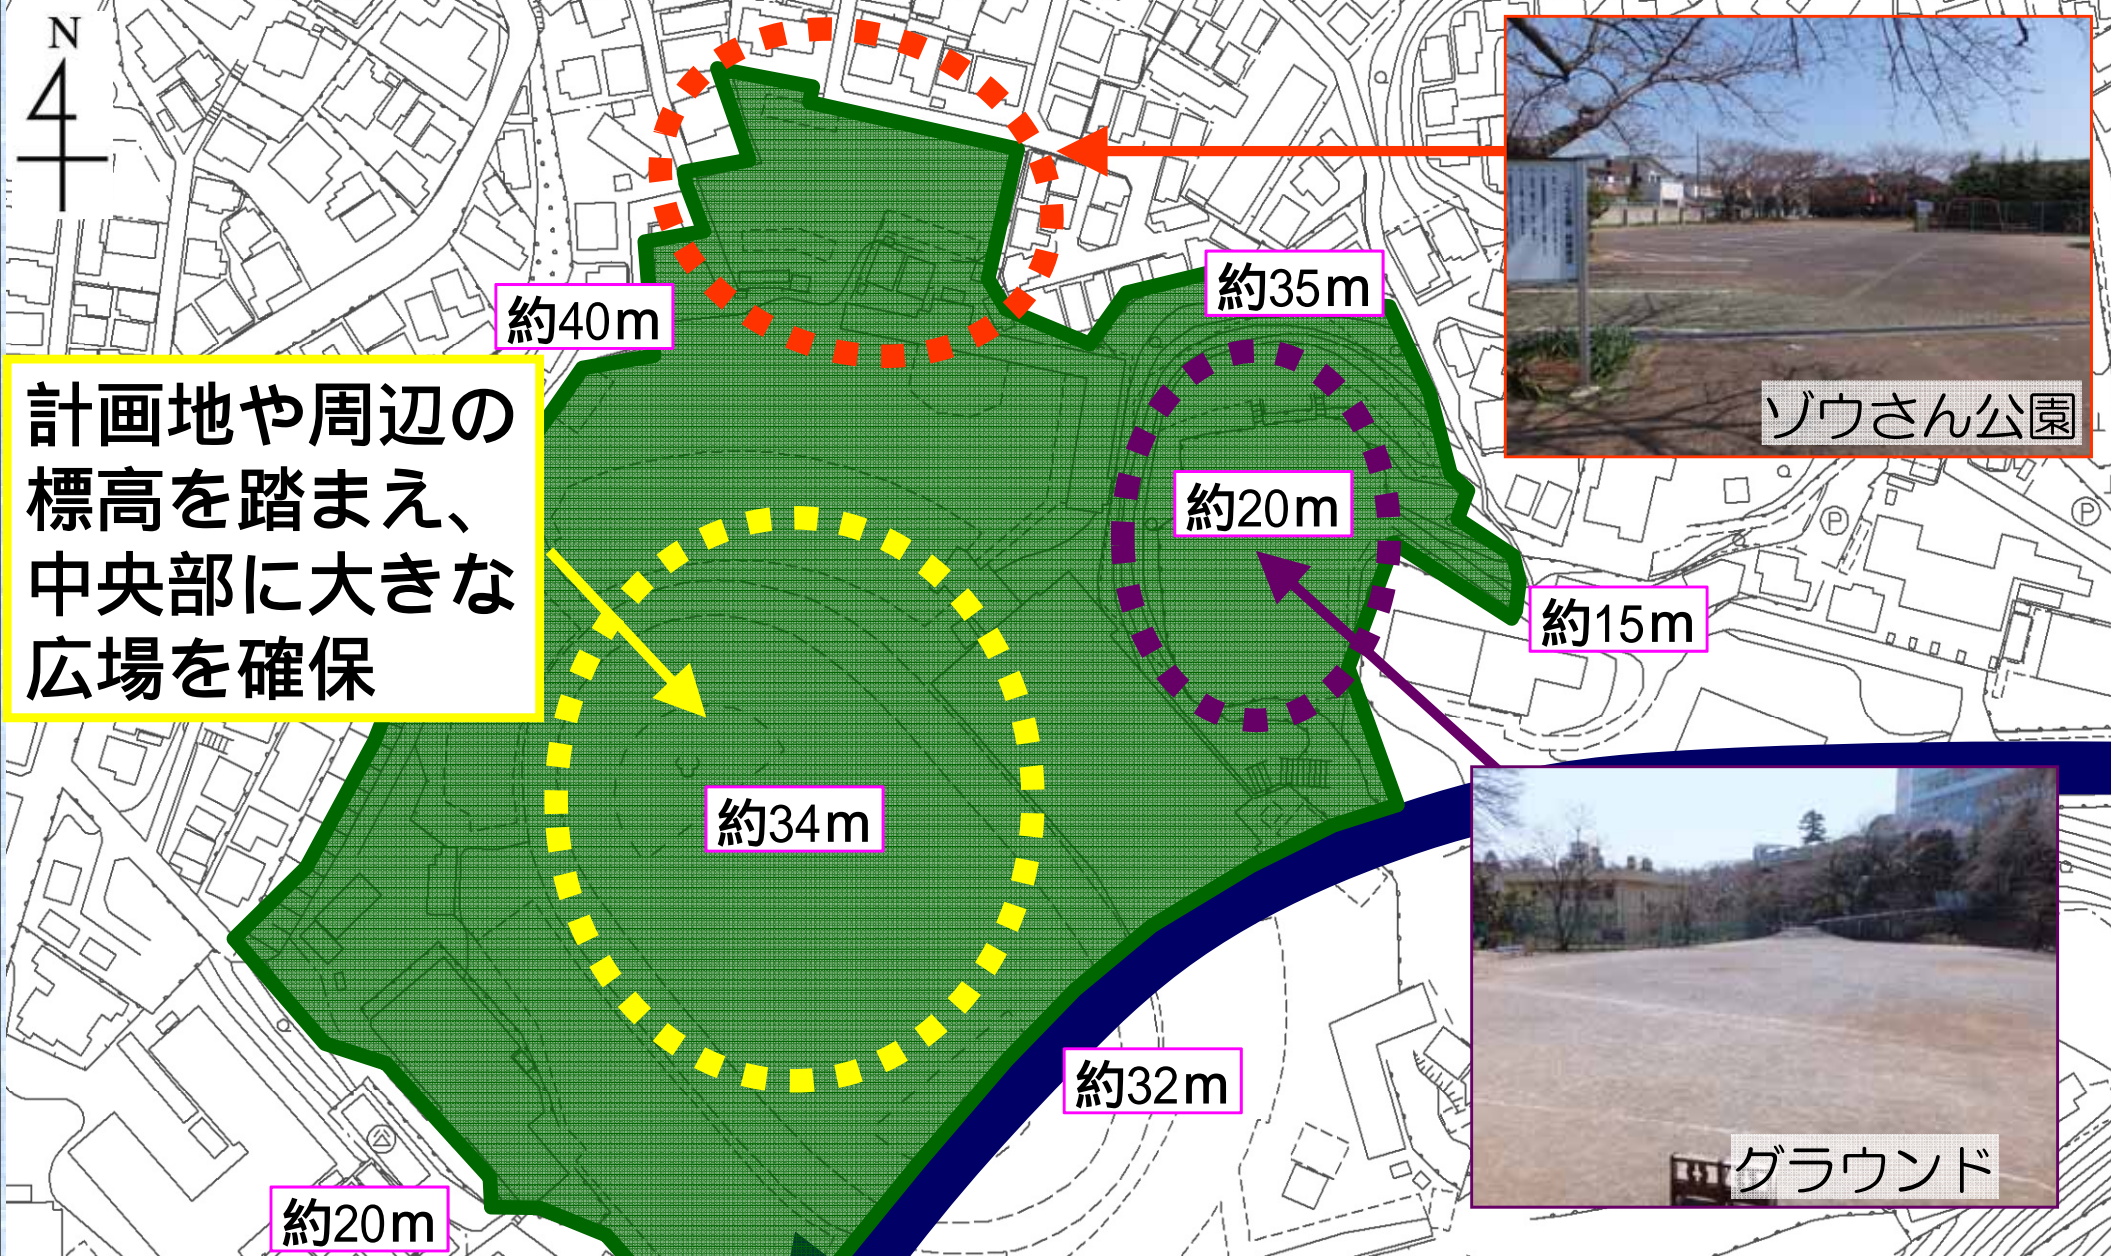 N
約40m
約35m
計画地や周辺の
標高を踏まえ、
中央部に大きな
広場を確保
ゾウさん公園
約20m
P
P
約15m
約34m
約32m
グラウンド
公
約20m